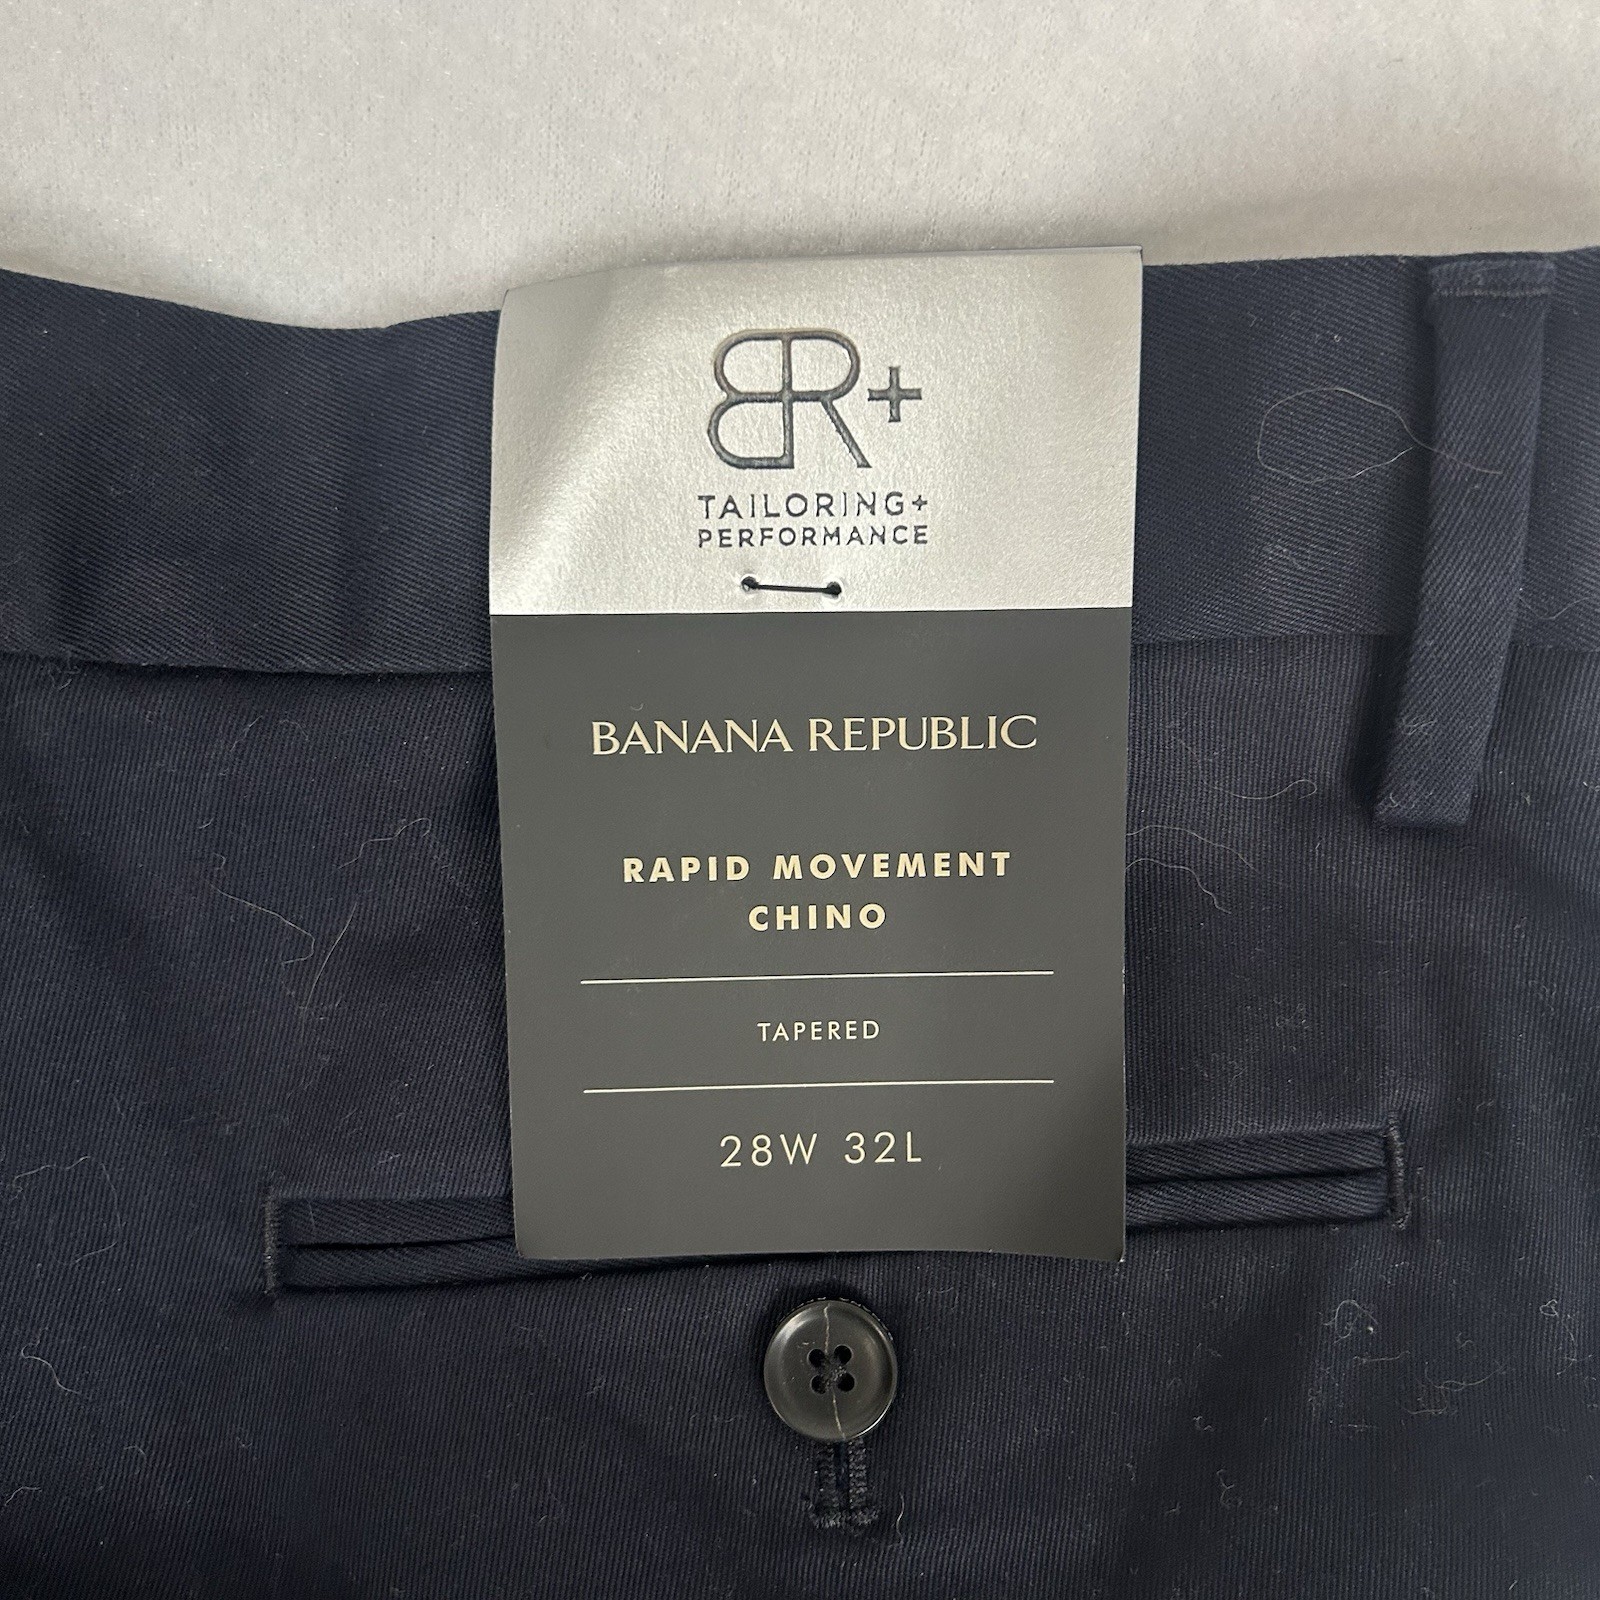 BR+
TAILORING+
PERFORMANCE
BANANA REPUBLIC
RAPID MOVEMENT
CHINO
TAPERED
28W 32L